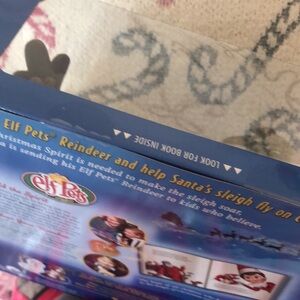 LOOK FOR BOOK INSIDE
Elf Pets® Reindeer and help Santa's sleigh fly on
Christmas Spirit is needed to make the sleigh soar,
is sending his Elf Pets® Reindeer to kids who believe.
elf Pets